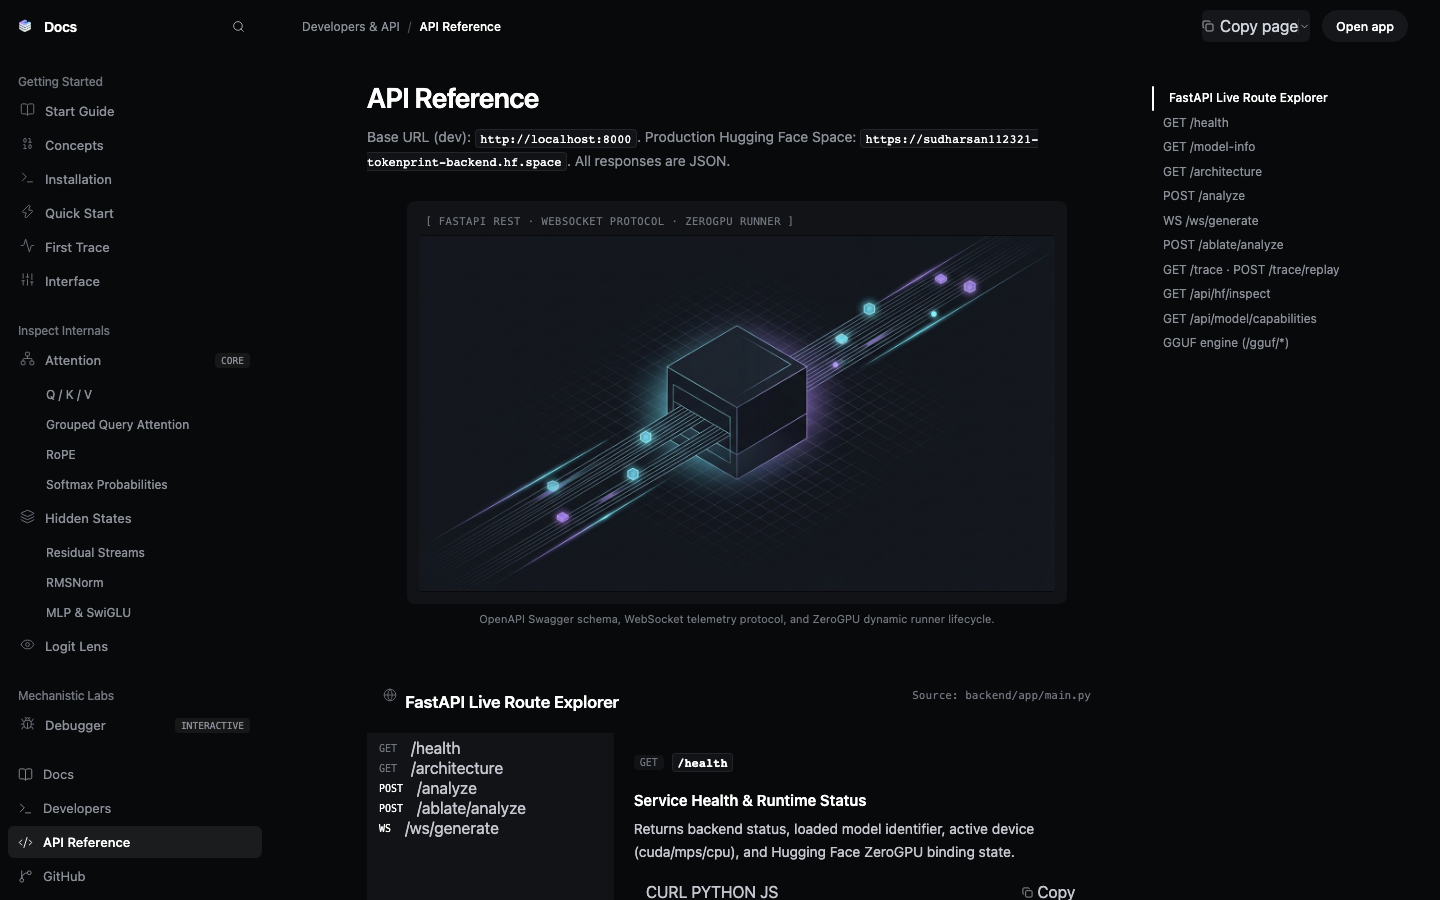 Docs
Developers & API / API Reference
Copy page
Open app
Getting Started
Start Guide
Concepts
Installation
Quick Start
First Trace
Interface
Inspect Internals
Attention CORE
Q / K / V
Grouped Query Attention
RoPE
Softmax Probabilities
Hidden States
Residual Streams
RMSNorm
MLP & SwiGLU
Logit Lens
Mechanistic Labs
Debugger INTERACTIVE
Docs
Developers
API Reference
GitHub
API Reference
Base URL (dev): http://localhost:8000. Production Hugging Face Space: https://sudharsan112321-
tokenprint-backend.hf.space. All responses are JSON.
[ FASTAPI REST · WEBSOCKET PROTOCOL · ZEROGPU RUNNER ]
OpenAPI Swagger schema, WebSocket telemetry protocol, and ZeroGPU dynamic runner lifecycle.
FastAPI Live Route Explorer
Source: backend/app/main.py
GET /health
GET /architecture
POST /analyze
POST /ablate/analyze
WS /ws/generate
GET /health
Service Health & Runtime Status
Returns backend status, loaded model identifier, active device
(cuda/mps/cpu), and Hugging Face ZeroGPU binding state.
CURL PYTHON JS
Copy
FastAPI Live Route Explorer
GET /health
GET /model-info
GET /architecture
POST /analyze
WS /ws/generate
POST /ablate/analyze
GET /trace · POST /trace/replay
GET /api/hf/inspect
GET /api/model/capabilities
GGUF engine (/gguf/*)